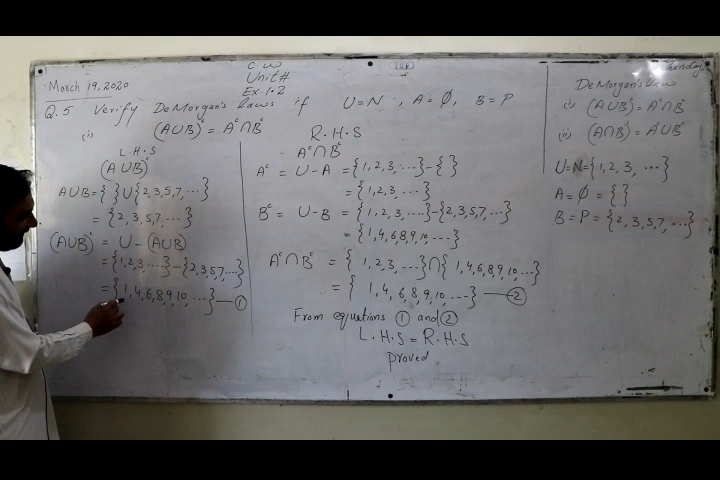 C.W
Unit#
Ex.1.2
March 19, 2020
Thursday
Q.5 Verify De Morgan's laws if U=N , A=Ø, B=P
(i) (A∪B)ᶜ = Aᶜ∩Bᶜ
L.H.S
(A∪B)ᶜ
A∪B = { }∪{2,3,5,7,...}
= {2,3,5,7,...}
(A∪B)ᶜ = U-(A∪B)
= {1,2,3...}-{2,3,5,7,...}
= {1,4,6,8,9,10,...} — ①
R.H.S
Aᶜ∩Bᶜ
Aᶜ = U-A = {1,2,3,...}-{ }
= {1,2,3...}
Bᶜ = U-B = {1,2,3,...}-{2,3,5,7,...}
= {1,4,6,8,9,10,....}
Aᶜ∩Bᶜ = {1,2,3,...}∩{1,4,6,8,9,10,...}
= {1,4,6,8,9,10,...} — ②
From equations ① and ②
L.H.S = R.H.S
proved
De Morgan's Law
(i) (A∪B)ᶜ=Aᶜ∩Bᶜ
(ii) (A∩B)ᶜ=Aᶜ∪Bᶜ
U=N={1,2,3,...}
A=Ø = { }
B=P={2,3,5,7,...}